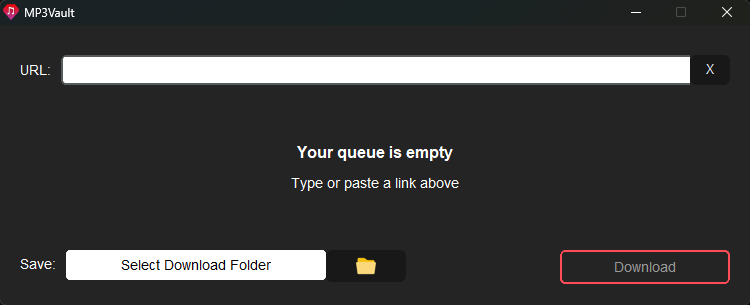 MP3Vault
URL:
X
Your queue is empty
Type or paste a link above
Save:
Select Download Folder
Download